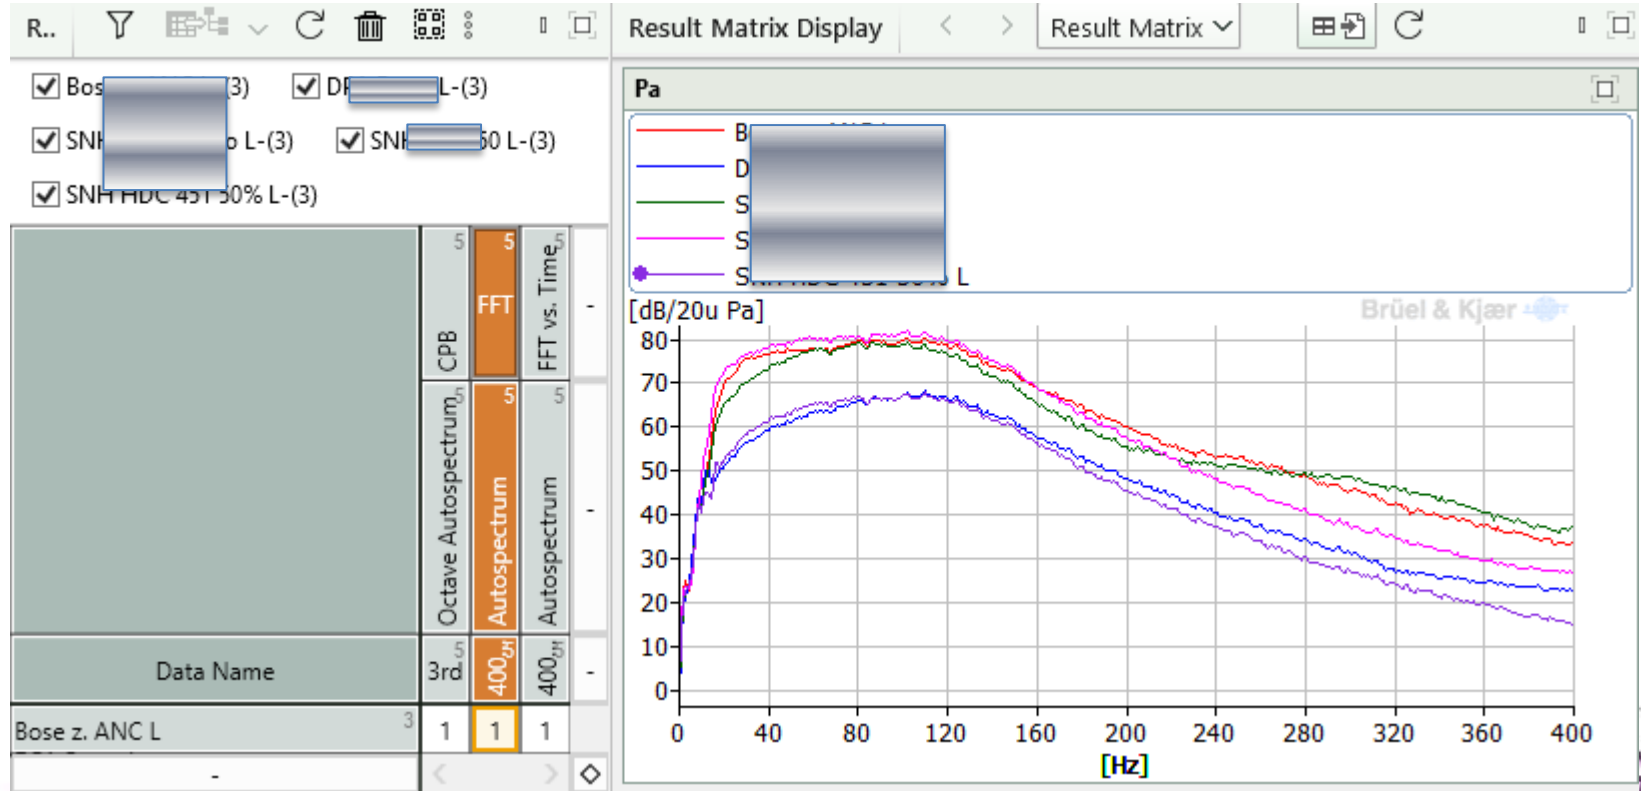 R..
Result Matrix Display
Result Matrix
Bos (3)
L-(3)
SNH L-(3)
SNH 50 L-(3)
SNH HDC 451 50% L-(3)
Pa
B
D
S
S
S L
[dB/20u Pa]
Brüel & Kjær
80
70
60
50
40
30
20
10
0
0 40 80 120 160 200 240 280 320 360 400
[Hz]
5 5 5
CPB
FFT
FFT vs. Time
5 5 5
Octave Autospectrum
Autospectrum
Autospectrum
-
-
Data Name
5
3rd
400
400
-
Bose z. ANC L 3 1 1 1
-